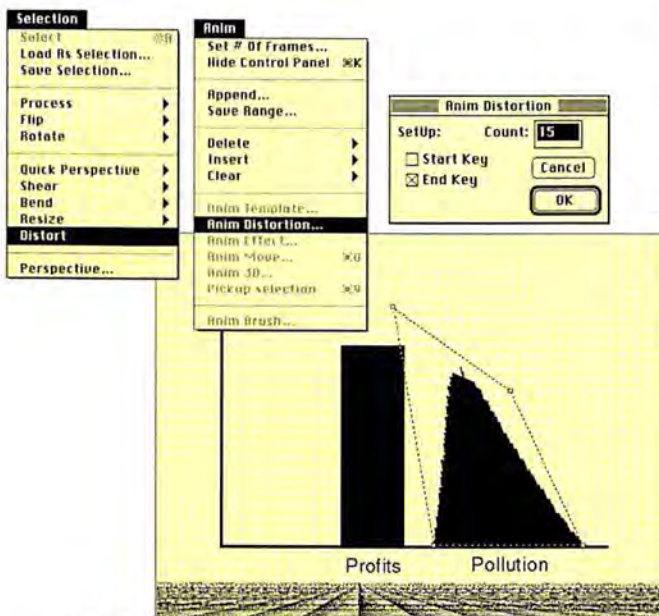 Selection
Select ⌘A
Load As Selection...
Save Selection...
Process
Flip
Rotate
Quick Perspective
Shear
Bend
Resize
Distort
Perspective...
Anim
Set # Of Frames...
Hide Control Panel ⌘K
Append...
Save Range...
Delete
Insert
Clear
Anim Template...
Anim Distortion...
Anim Effect...
Anim Move...
Anim 3D...
Pickup selection ⌘9
Anim Brush...
Anim Distortion
SetUp: Count: 15
Start Key
End Key
Cancel
OK
Profits Pollution